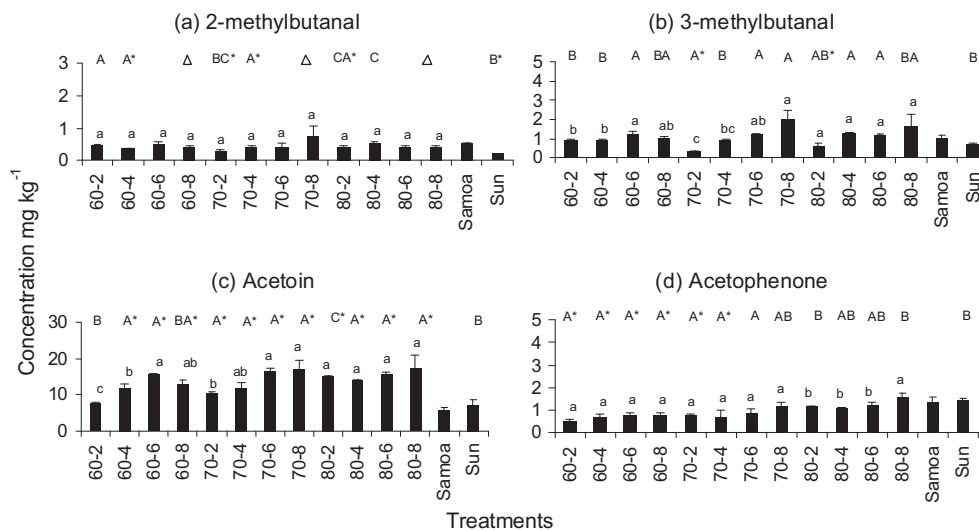 (a) 2-methylbutanal
A A* Δ BC* A* Δ CA* C Δ B*
3
2
1
0
a a a a a a a a a a a a
60-2 60-4 60-6 60-8 70-2 70-4 70-6 70-8 80-2 80-4 80-6 80-8 Samoa Sun
(b) 3-methylbutanal
B B A BA A* B A A AB* A A BA B
5
4
3
2
1
0
b b a ab c bc ab a a a a a
60-2 60-4 60-6 60-8 70-2 70-4 70-6 70-8 80-2 80-4 80-6 80-8 Samoa Sun
Concentration mg kg-1
(c) Acetoin
B A* A* BA* A* A* A* A* C* A* A* A* B
30
20
10
0
c b a ab b ab a a a a a a
60-2 60-4 60-6 60-8 70-2 70-4 70-6 70-8 80-2 80-4 80-6 80-8 Samoa Sun
(d) Acetophenone
A* A* A* A* A* A* A AB B AB AB B B
5
4
3
2
1
0
a a a a a a a a b b b a
60-2 60-4 60-6 60-8 70-2 70-4 70-6 70-8 80-2 80-4 80-6 80-8 Samoa Sun
Treatments